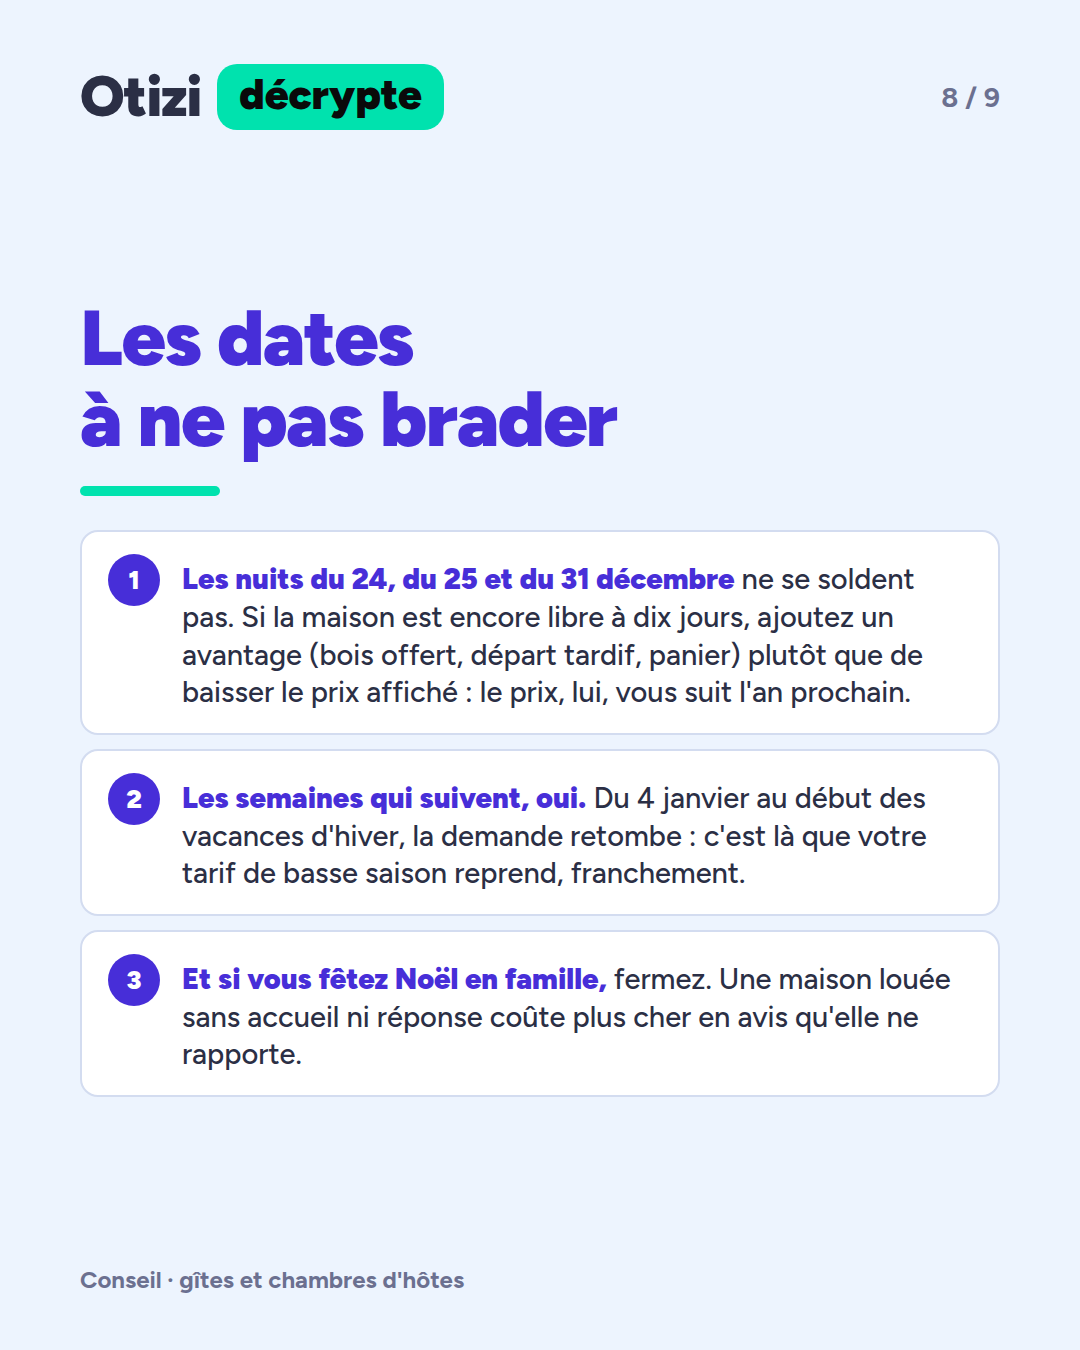 Otizi décrypte
8 / 9
Les dates
à ne pas brader
1
Les nuits du 24, du 25 et du 31 décembre ne se soldent
pas. Si la maison est encore libre à dix jours, ajoutez un
avantage (bois offert, départ tardif, panier) plutôt que de
baisser le prix affiché : le prix, lui, vous suit l'an prochain.
2
Les semaines qui suivent, oui. Du 4 janvier au début des
vacances d'hiver, la demande retombe : c'est là que votre
tarif de basse saison reprend, franchement.
3
Et si vous fêtez Noël en famille, fermez. Une maison louée
sans accueil ni réponse coûte plus cher en avis qu'elle ne
rapporte.
Conseil · gîtes et chambres d'hôtes